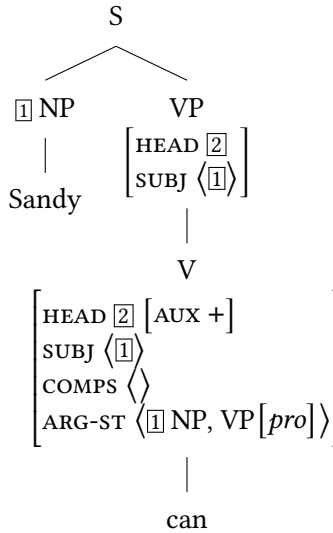 S
1 NP VP
[HEAD 2
SUBJ ⟨1⟩]
Sandy
V
[HEAD 2 [AUX +]
SUBJ ⟨1⟩
COMPS ⟨⟩
ARG-ST ⟨1 NP, VP[pro]⟩
can